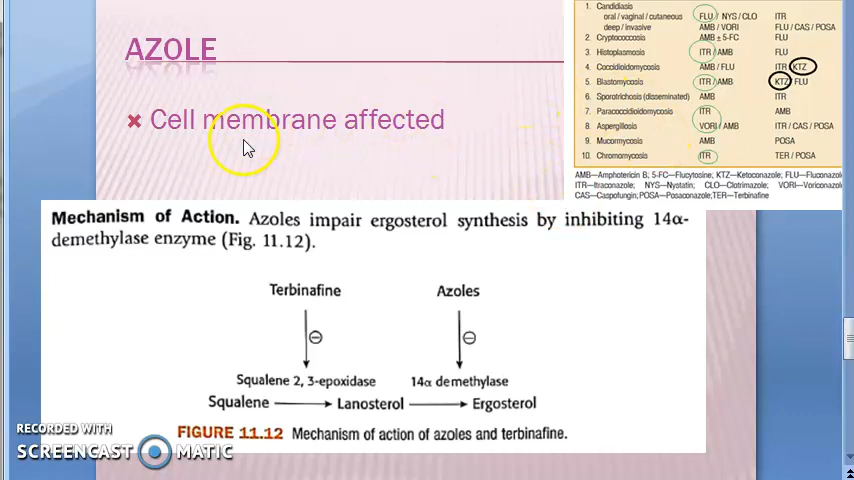 AZOLE
Cell membrane affected
1. Candidiasis
oral / vaginal / cutaneous FLU / NYS / CLO ITR
deep / invasive AMB / VORI FLU / CAS / POSA
2. Cryptococcosis AMB ± 5-FC FLU
3. Histoplasmosis ITR / AMB FLU
4. Coccidioidomycosis AMB / FLU ITR KTZ
5. Blastomycosis ITR / AMB KTZ FLU
6. Sporotrichosis (disseminated) AMB ITR
7. Paracoccidioidomycosis ITR AMB
8. Aspergillosis VORI / AMB ITR / CAS / POSA
9. Mucormycosis AMB POSA
10. Chromomycosis ITR TER / POSA
AMB—Amphotericin B; 5-FC—Flucytosine; KTZ—Ketoconazole; FLU—Fluconazo
ITR—Itraconazole; NYS—Nystatin; CLO—Clotrimazole; VORI—Voriconazo
CAS—Caspofungin; POSA—Posaconazole,TER—Terbinafine
Mechanism of Action. Azoles impair ergosterol synthesis by inhibiting 14α-
demethylase enzyme (Fig. 11.12).
Terbinafine Azoles
Squalene 2, 3-epoxidase 14α demethylase
Squalene Lanosterol Ergosterol
FIGURE 11.12 Mechanism of action of azoles and terbinafine.
RECORDED WITH
SCREENCAST MATIC